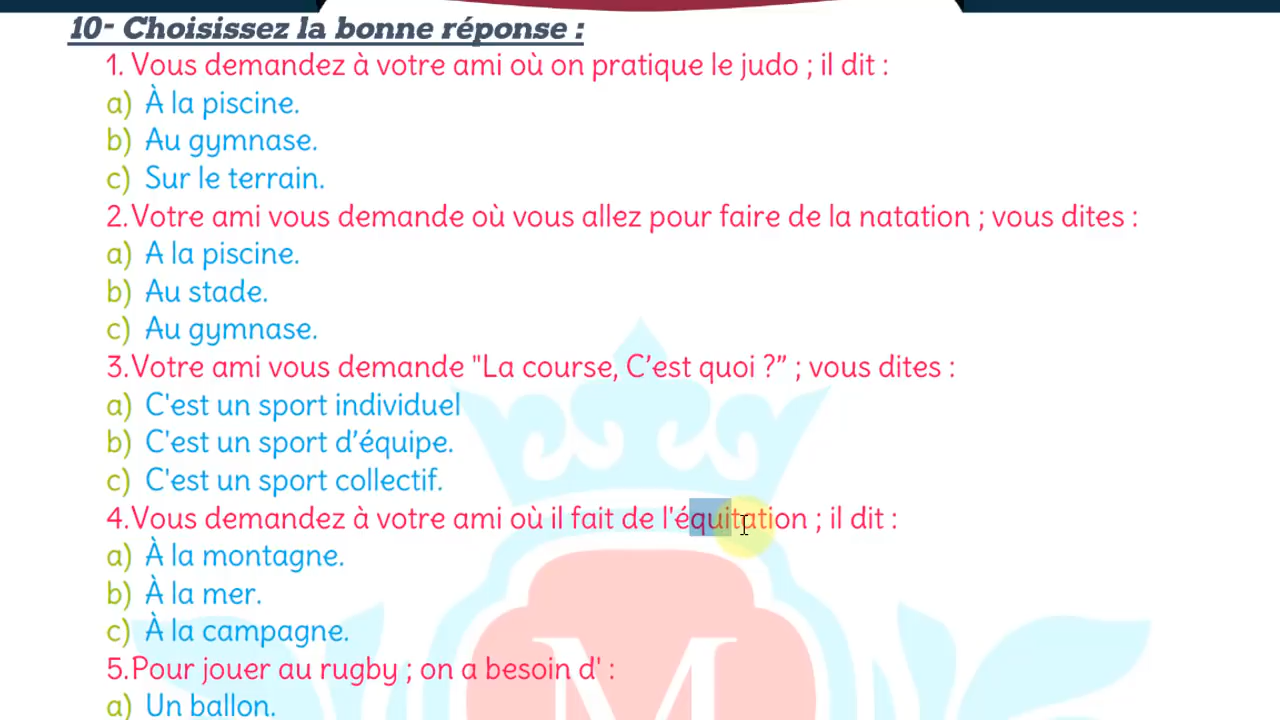 10- Choisissez la bonne réponse :
1. Vous demandez à votre ami où on pratique le judo ; il dit :
a) À la piscine.
b) Au gymnase.
c) Sur le terrain.
2.Votre ami vous demande où vous allez pour faire de la natation ; vous dites :
a) A la piscine.
b) Au stade.
c) Au gymnase.
3.Votre ami vous demande "La course, C’est quoi ?” ; vous dites :
a) C'est un sport individuel
b) C'est un sport d’équipe.
c) C'est un sport collectif.
4.Vous demandez à votre ami où il fait de l'équitation ; il dit :
a) À la montagne.
b) À la mer.
c) À la campagne.
5.Pour jouer au rugby ; on a besoin d' :
a) Un ballon.
M